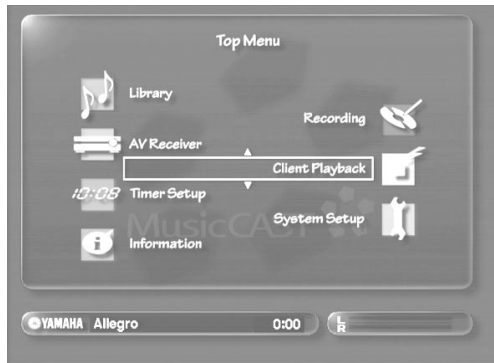 Top Menu
Library
Recording
AV Receiver
Client Playback
10:08 Timer Setup
System Setup
i Information
MusicCAST
YAMAHA Allegro 0:00 L
R